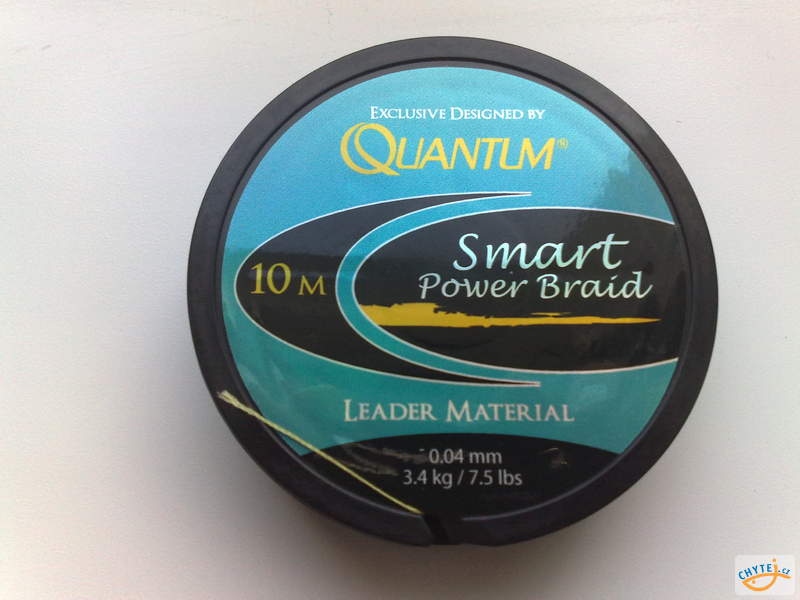 Exclusive Designed by
Quantum®
Smart
Power Braid
10 m
Leader Material
0.04 mm
3.4 kg / 7.5 lbs
CHYTEJ.cz